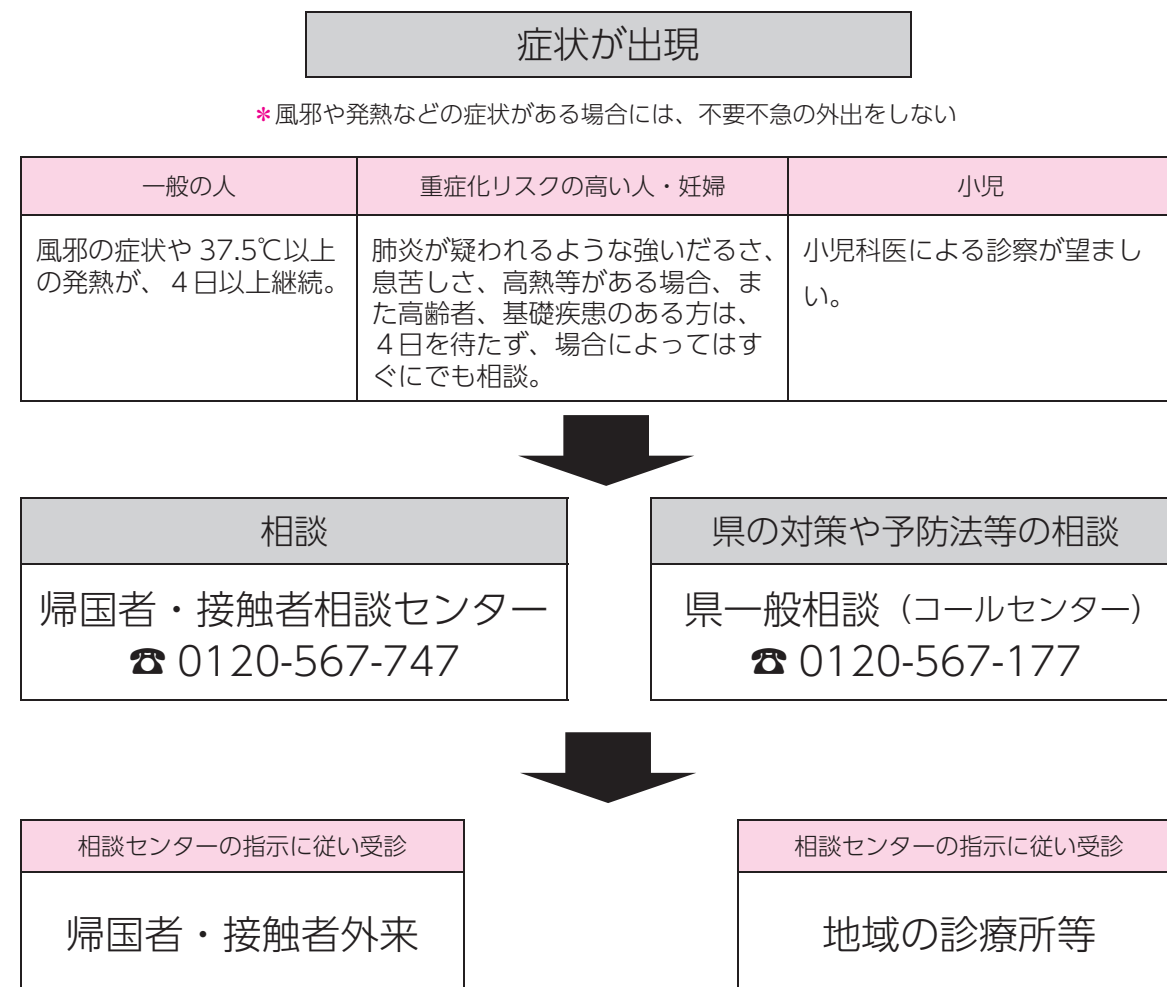 症状が出現
*風邪や発熱などの症状がある場合には、不要不急の外出をしない
一般の人
風邪の症状や 37.5℃以上
の発熱が、4日以上継続。
重症化リスクの高い人・妊婦
肺炎が疑われるような強いだるさ、
息苦しさ、高熱等がある場合、ま
た高齢者、基礎疾患のある方は、
4日を待たず、場合によってはす
ぐにでも相談。
小児
小児科医による診察が望まし
い。
相談
帰国者・接触者相談センター
☎ 0120-567-747
県の対策や予防法等の相談
県一般相談（コールセンター）
☎ 0120-567-177
相談センターの指示に従い受診
帰国者・接触者外来
相談センターの指示に従い受診
地域の診療所等